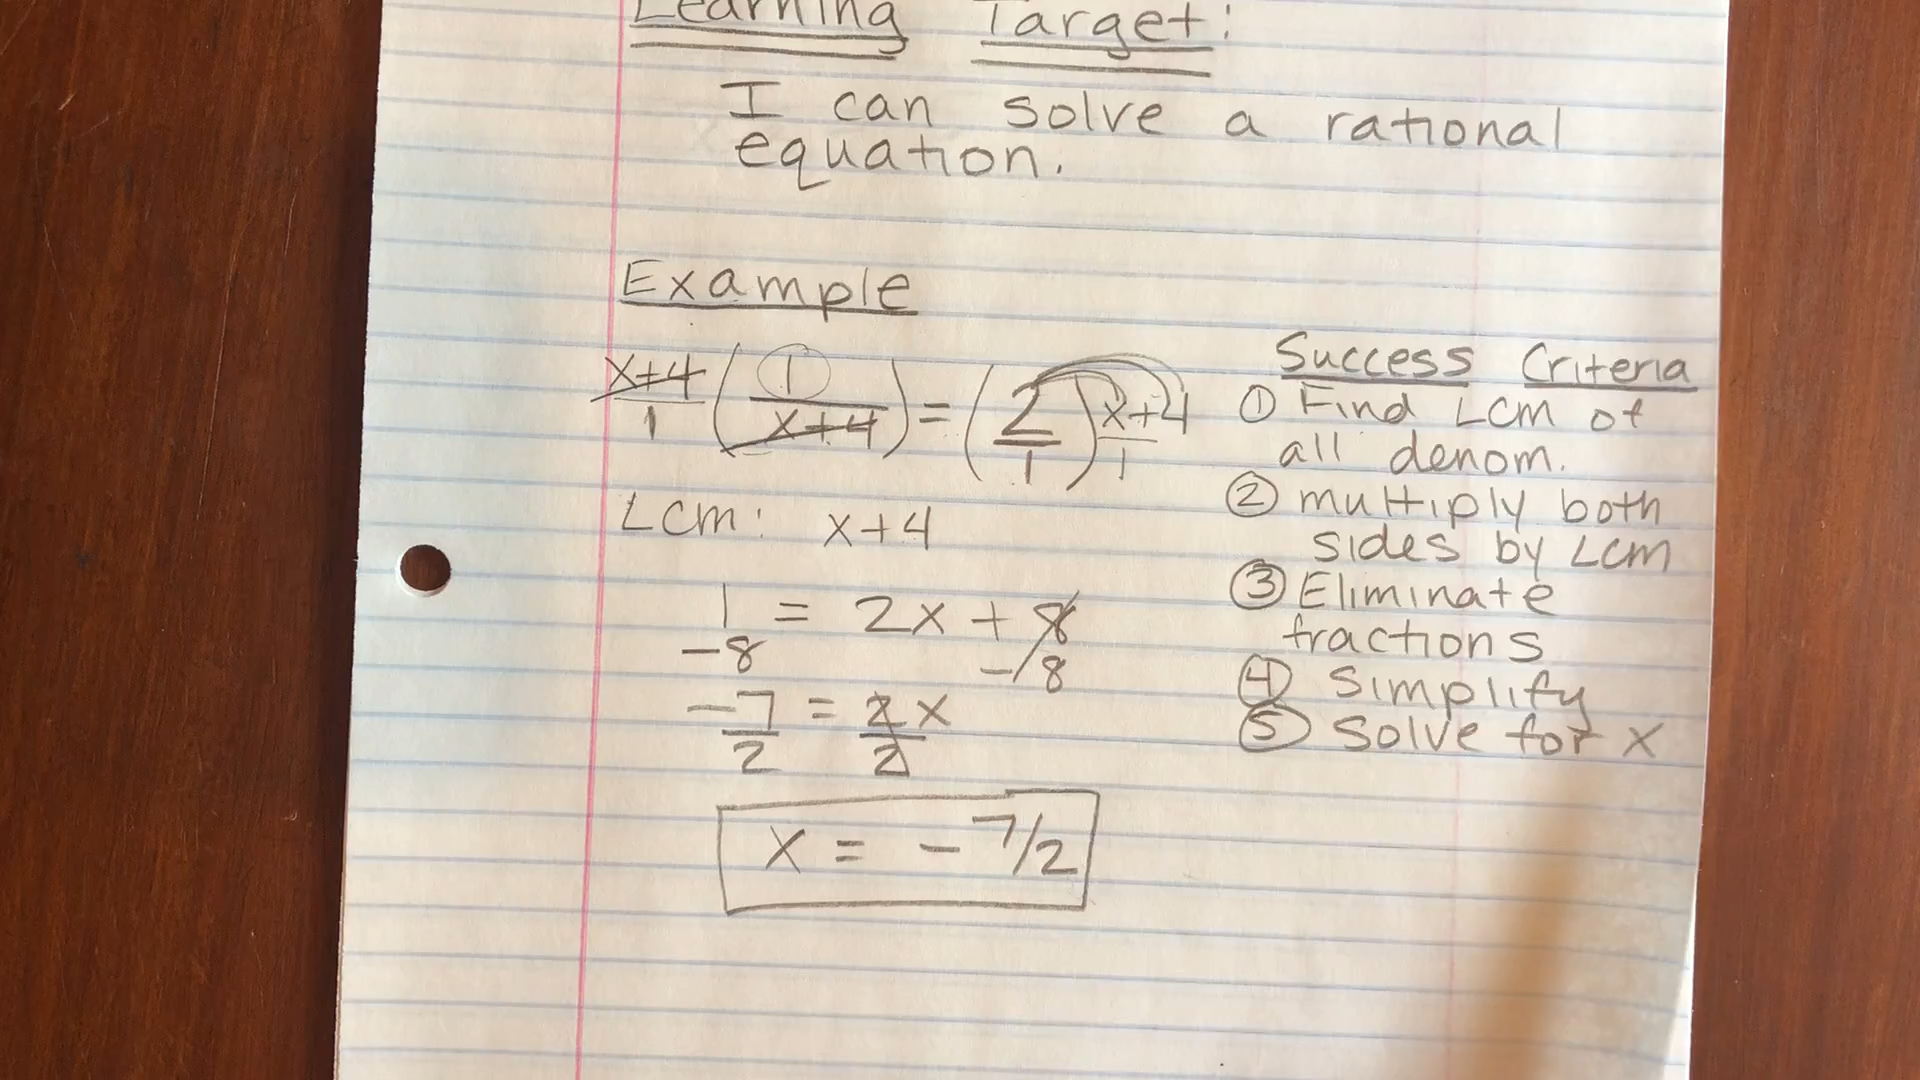 Learning Target:
I can solve a rational
equation.
Example
x+4/1 (1/x+4) = (2/1) x+4/1
LCM: x+4
1 = 2x + 8
-8 -8
-7/2 = 2x/2
x = - 7/2
Success Criteria
① Find LCM of
all denom.
② multiply both
sides by LCM
③ Eliminate
fractions
④ Simplify
⑤ Solve for x